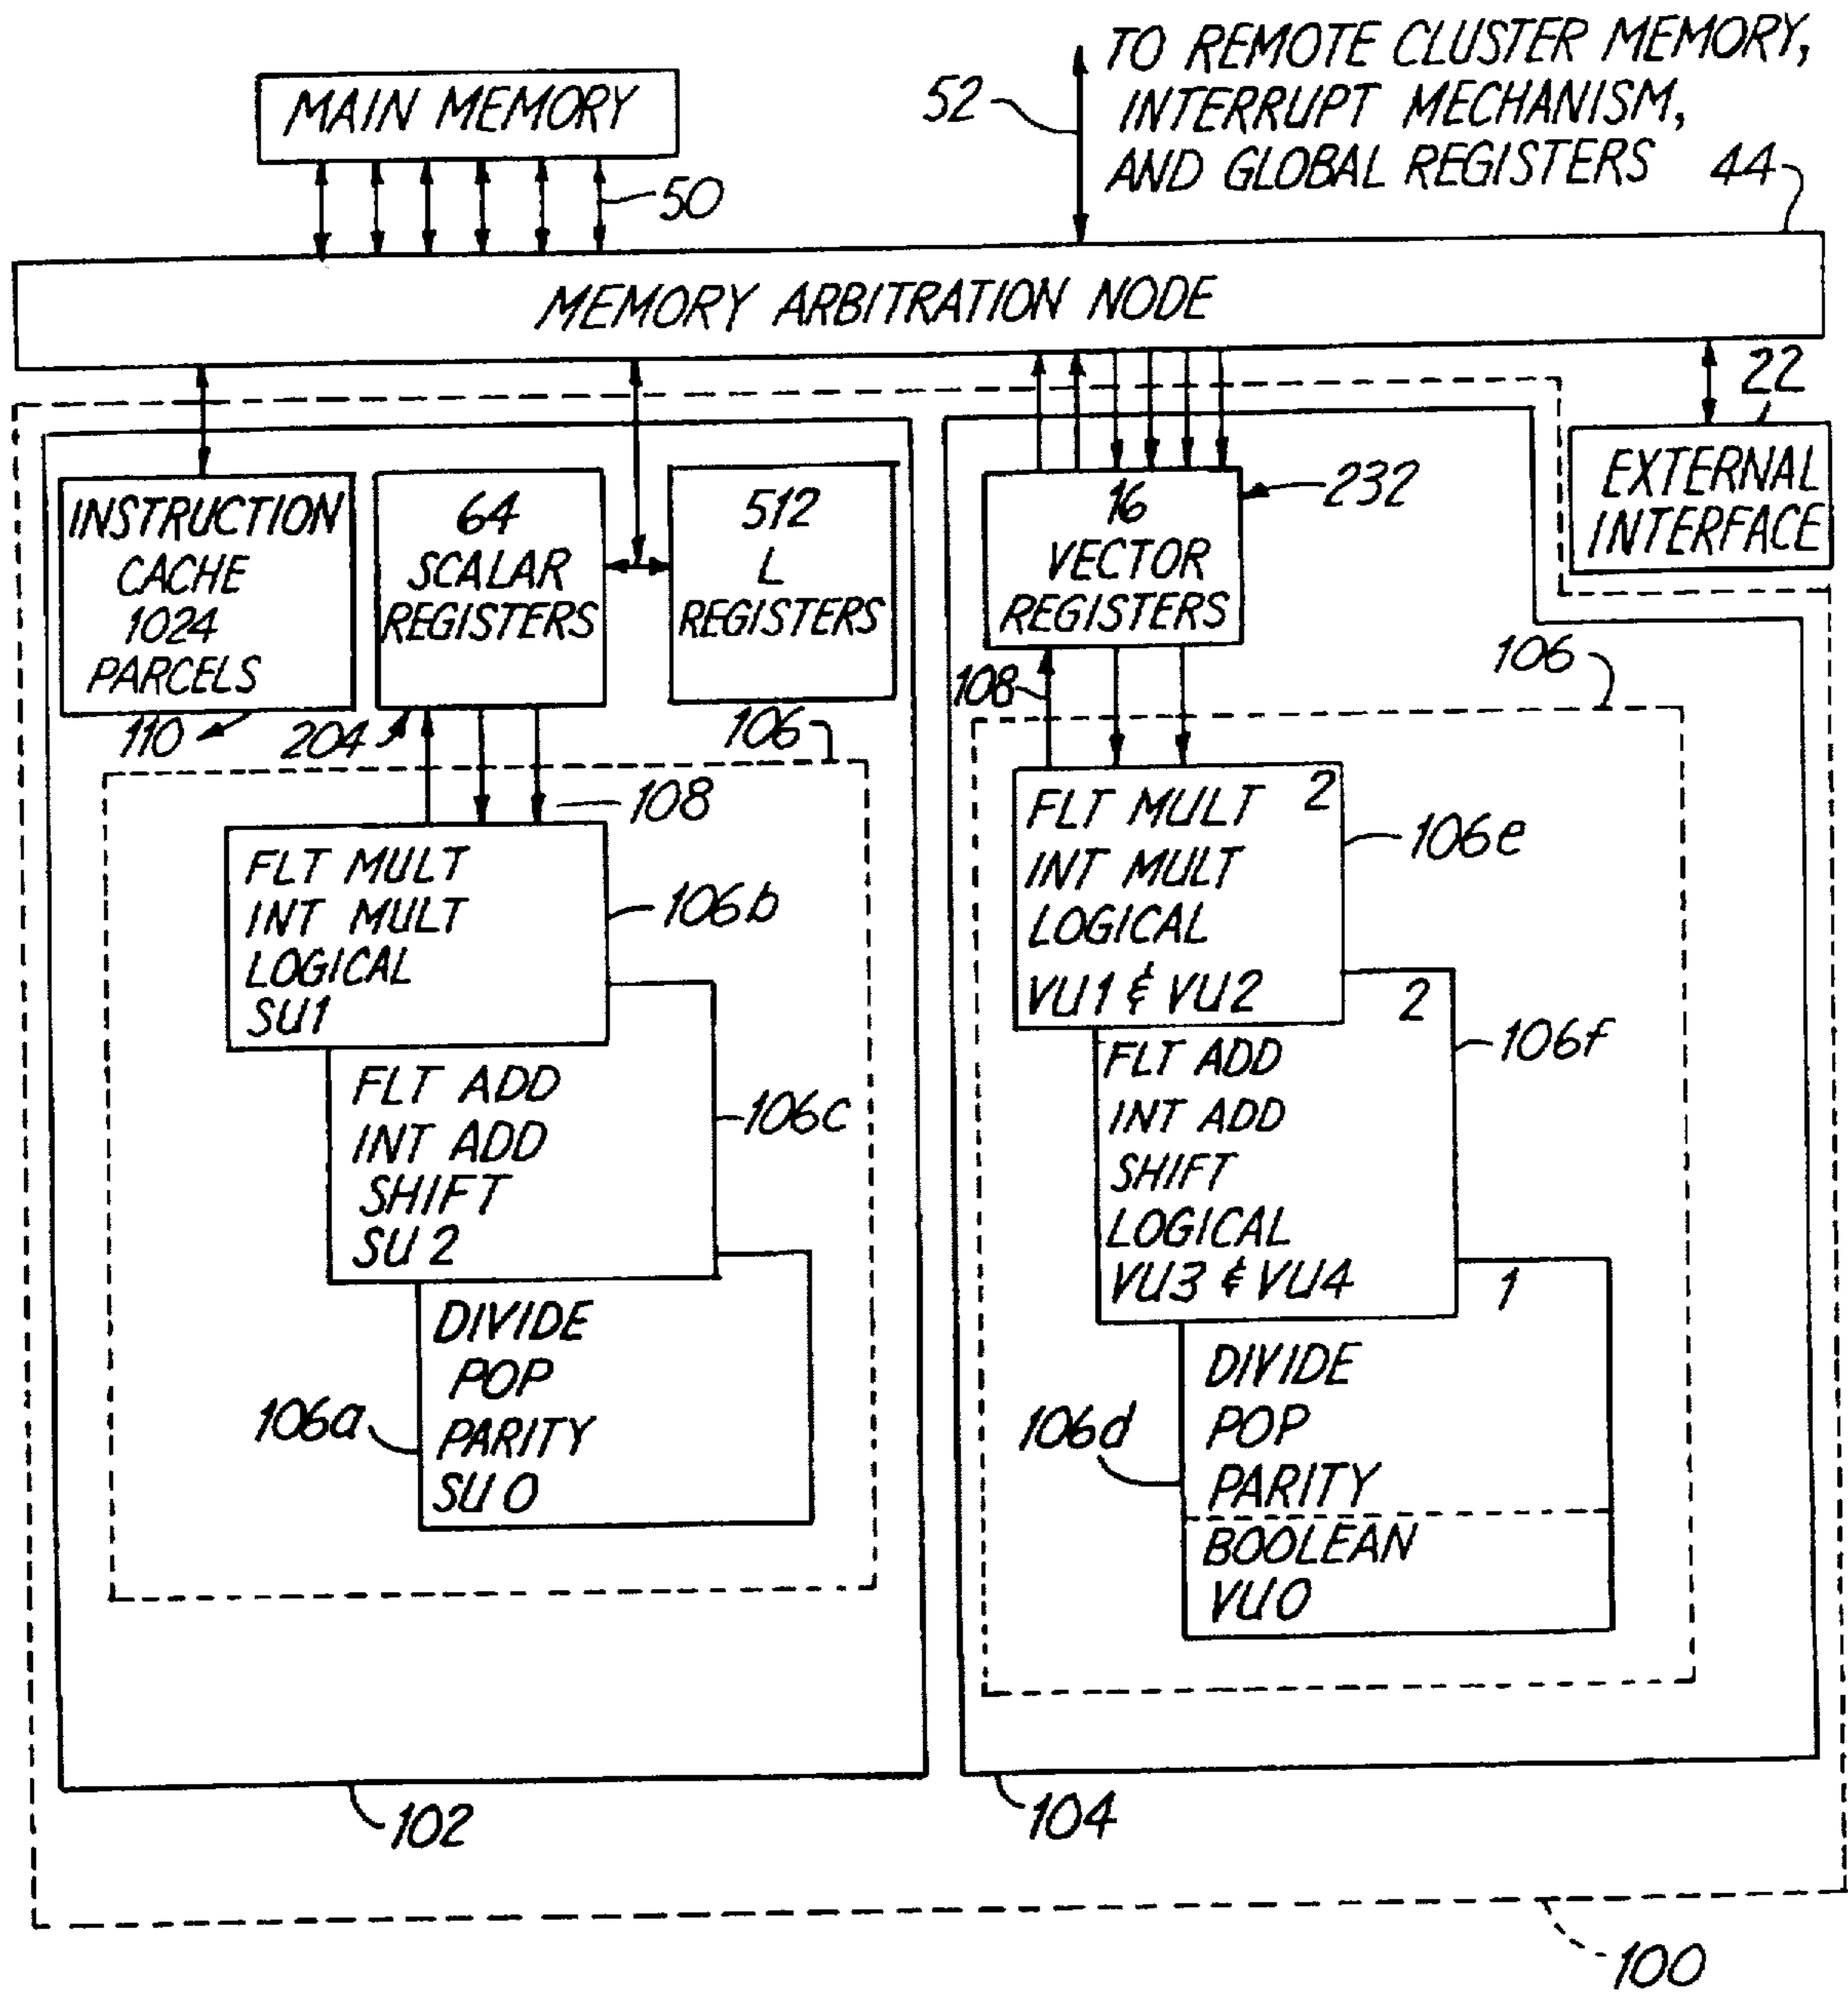 MAIN MEMORY
50
52
TO REMOTE CLUSTER MEMORY,
INTERRUPT MECHANISM,
AND GLOBAL REGISTERS
44
MEMORY ARBITRATION NODE
22
EXTERNAL
INTERFACE
INSTRUCTION
CACHE
1024
PARCELS
110
64
SCALAR
REGISTERS
204
512
L
REGISTERS
106
108
FLT MULT
INT MULT
LOGICAL
SU1
106b
FLT ADD
INT ADD
SHIFT
SU2
106c
DIVIDE
POP
PARITY
SU0
106a
102
16
VECTOR
REGISTERS
232
108
106
FLT MULT 2
INT MULT
LOGICAL
VU1 & VU2
106e
2
FLT ADD
INT ADD
SHIFT
LOGICAL
VU3 & VU4
106f
1
DIVIDE
POP
PARITY
BOOLEAN
VU0
106d
104
100